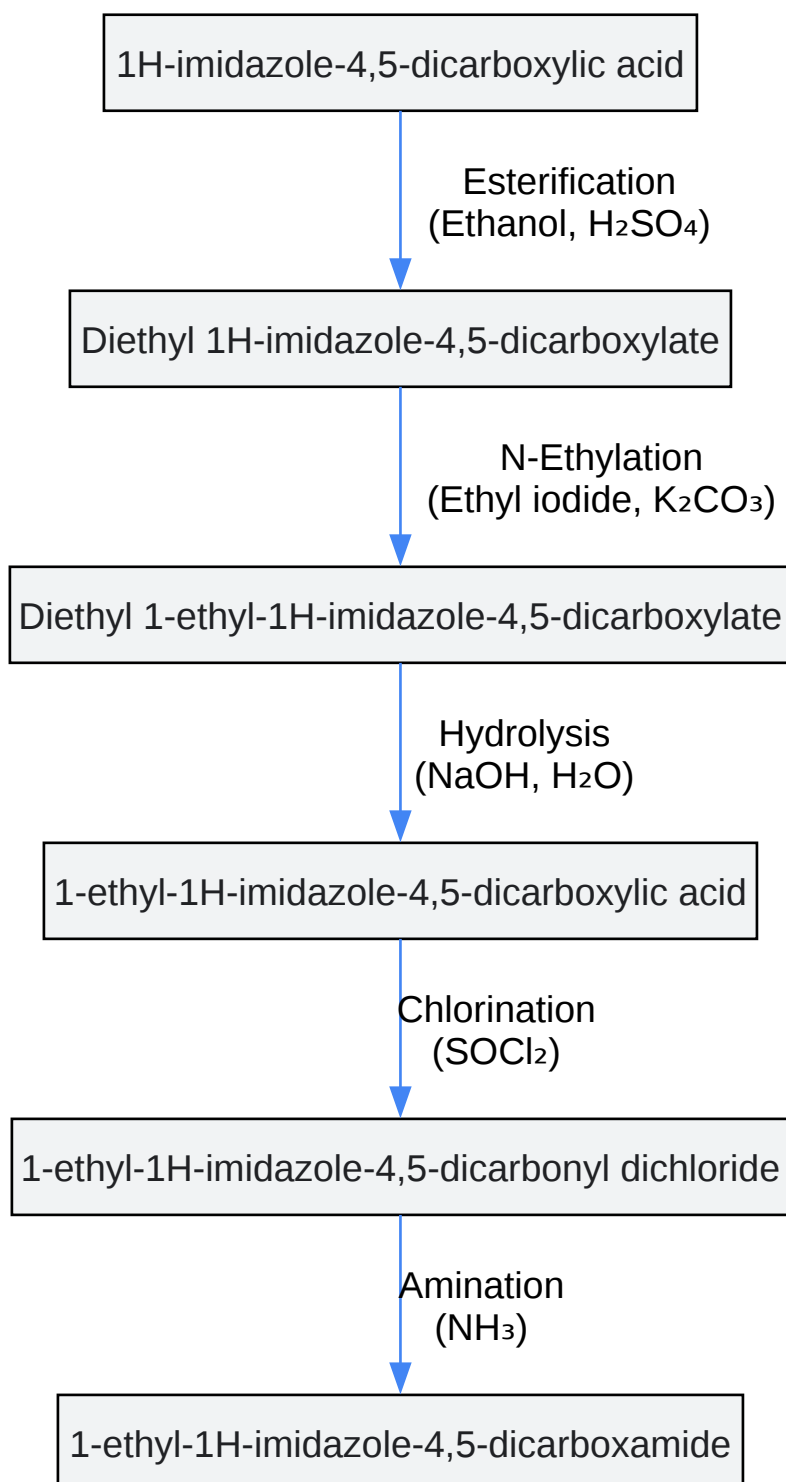 1H-imidazole-4,5-dicarboxylic acid
Esterification
(Ethanol, H₂SO₄)
Diethyl 1H-imidazole-4,5-dicarboxylate
N-Ethylation
(Ethyl iodide, K₂CO₃)
Diethyl 1-ethyl-1H-imidazole-4,5-dicarboxylate
Hydrolysis
(NaOH, H₂O)
1-ethyl-1H-imidazole-4,5-dicarboxylic acid
Chlorination
(SOCl₂)
1-ethyl-1H-imidazole-4,5-dicarbonyl dichloride
Amination
(NH₃)
1-ethyl-1H-imidazole-4,5-dicarboxamide